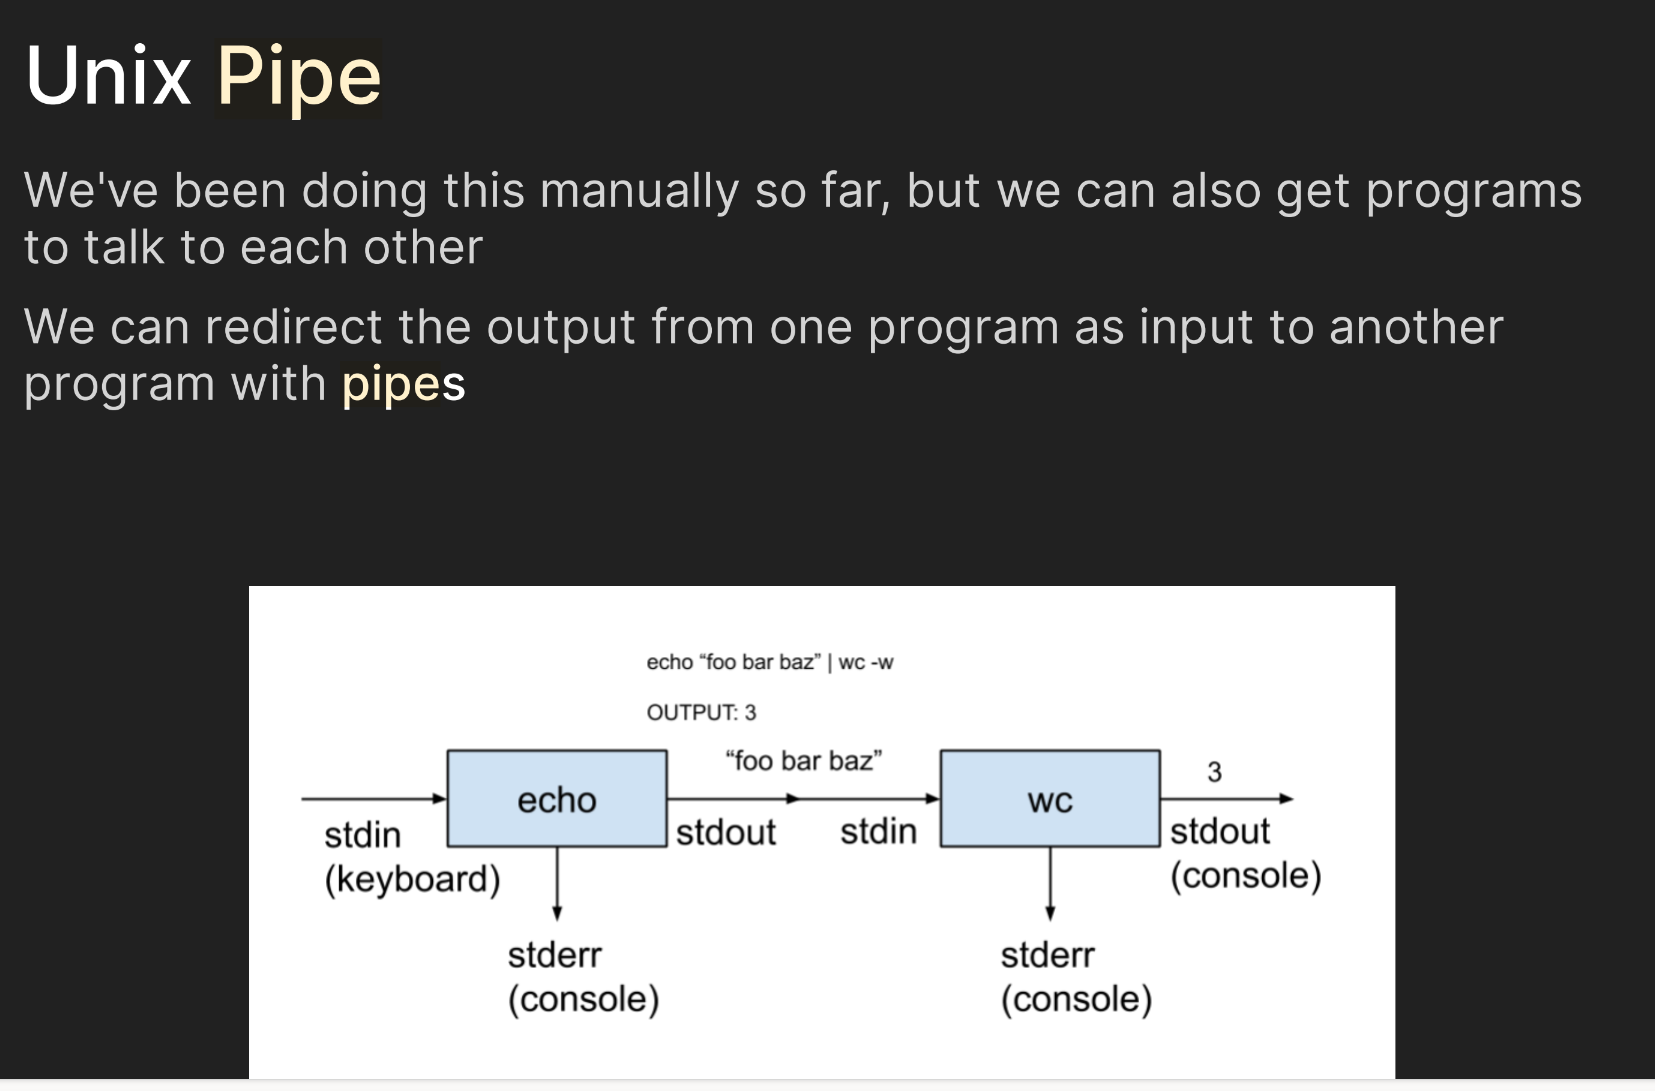 Unix Pipe
We've been doing this manually so far, but we can also get programs
to talk to each other
We can redirect the output from one program as input to another
program with pipes
echo “foo bar baz” | wc -w
OUTPUT: 3
“foo bar baz”
3
echo
wc
stdin
(keyboard)
stdout
stdin
stdout
(console)
stderr
(console)
stderr
(console)